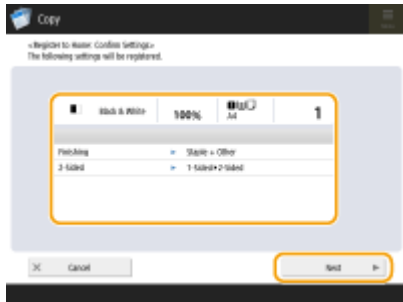 Copy
<Register to Home: Confirm Settings>
The following settings will be registered.
Black & White
100%
A4
1
Finishing
Staple + Other
2-Sided
1-Sided▸2-Sided
Cancel
Next